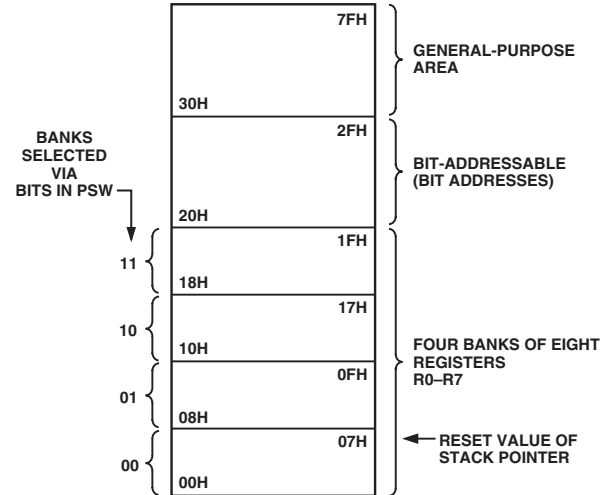 7FH
GENERAL-PURPOSE
AREA
30H
2FH
BANKS
SELECTED
VIA
BITS IN PSW
BIT-ADDRESSABLE
(BIT ADDRESSES)
20H
1FH
11
18H
17H
10
10H
FOUR BANKS OF EIGHT
REGISTERS
R0–R7
0FH
01
08H
07H
RESET VALUE OF
STACK POINTER
00
00H